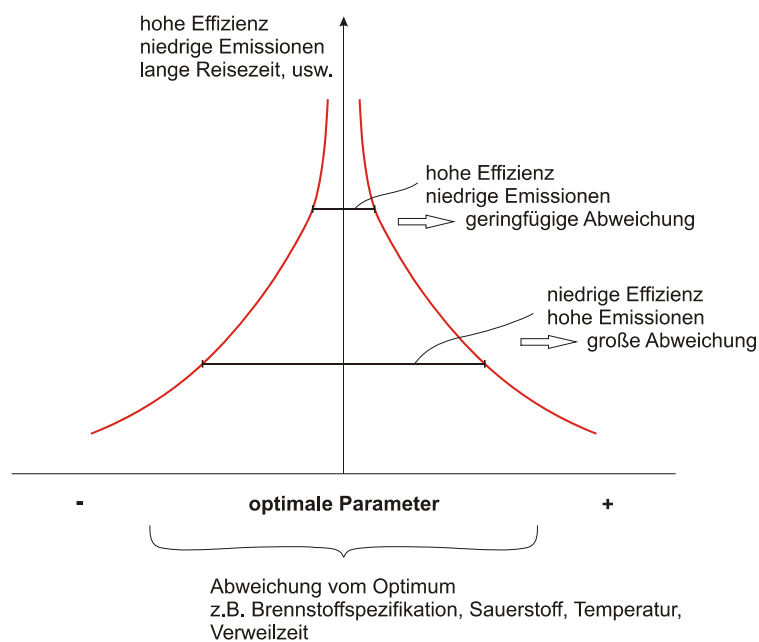 hohe Effizienz
niedrige Emissionen
lange Reisezeit, usw.
hohe Effizienz
niedrige Emissionen
geringfügige Abweichung
niedrige Effizienz
hohe Emissionen
große Abweichung
- optimale Parameter +
Abweichung vom Optimum
z.B. Brennstoffspezifikation, Sauerstoff, Temperatur,
Verweilzeit